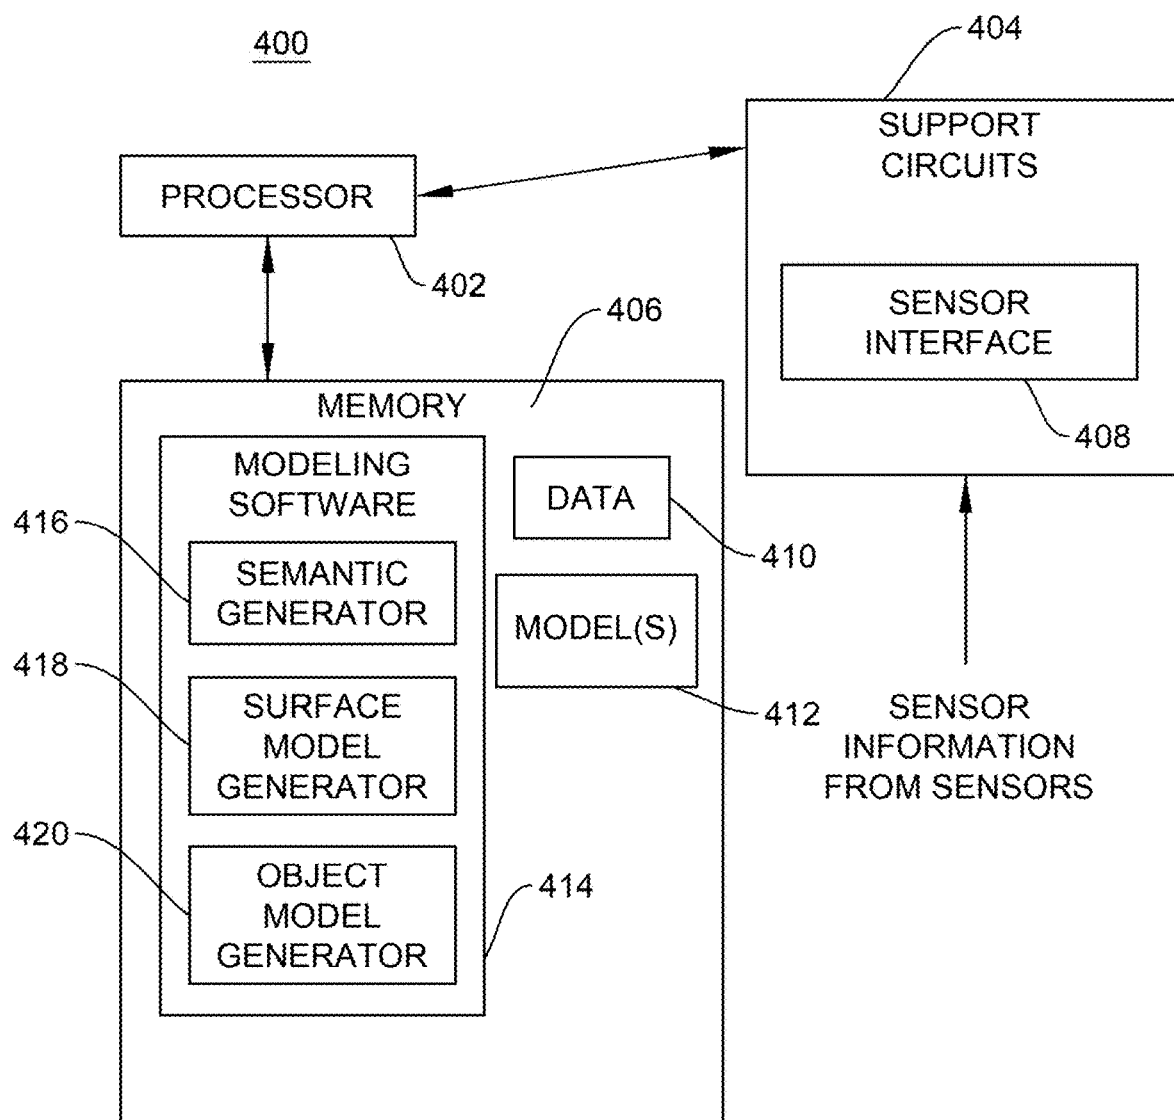 400
404
SUPPORT
CIRCUITS
PROCESSOR
402
SENSOR
INTERFACE
408
406
MEMORY
MODELING
SOFTWARE
DATA
410
416
SEMANTIC
GENERATOR
MODEL(S)
412
418
SURFACE
MODEL
GENERATOR
SENSOR
INFORMATION
FROM SENSORS
420
OBJECT
MODEL
GENERATOR
414